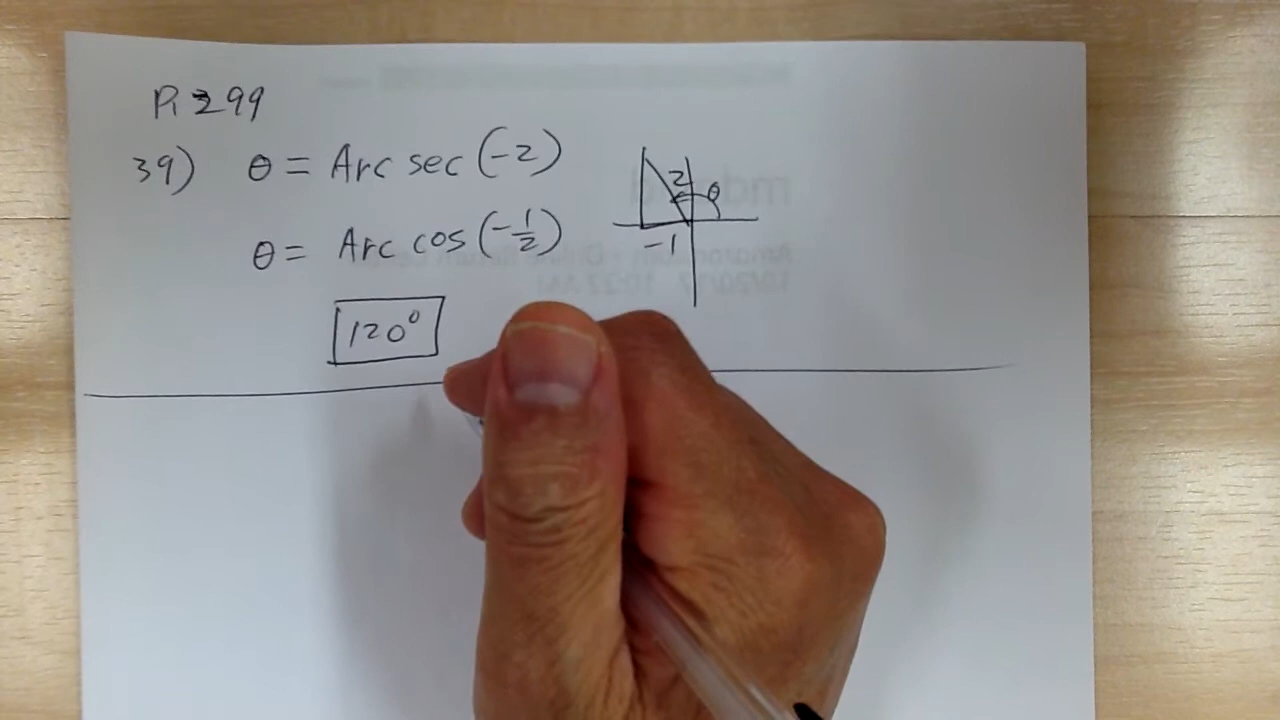 P. 299
39) θ = Arc sec (-2)
θ = Arc cos (-1/2)
120°
2 θ
-1